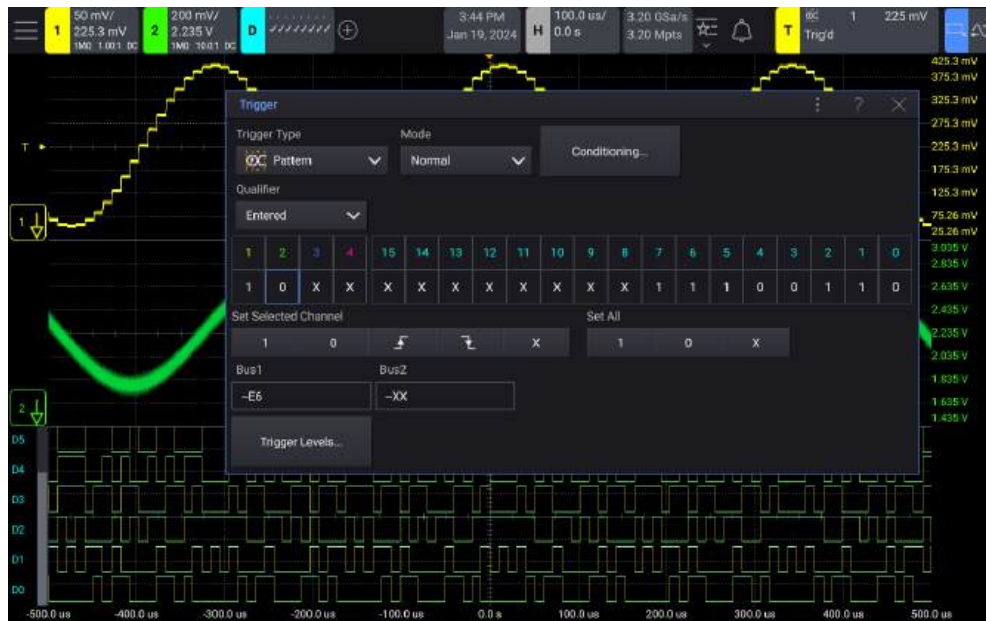 1 50 mV/ 225.3 mV 1MΩ 1.00:1 DC
2 200 mV/ 2.235 V 1MΩ 10.0:1 DC
D
3:44 PM
Jan 19, 2024
H 100.0 us/ 0.0 s
3.20 GSa/s
3.20 Mpts
T 1 225 mV
Trig'd
425.3 mV
375.3 mV
325.3 mV
275.3 mV
225.3 mV
175.3 mV
125.3 mV
75.26 mV
25.26 mV
3.035 V
2.835 V
2.635 V
2.435 V
2.235 V
2.035 V
1.835 V
1.635 V
1.435 V
T
1
2
Trigger
?
Trigger Type Mode
Pattern Normal Conditioning...
Qualifier
Entered
1 2 3 4 15 14 13 12 11 10 9 8 7 6 5 4 3 2 1 0
1 0 X X X X X X X X X X 1 1 1 0 0 1 1 0
Set Selected Channel Set All
1 0 X 1 0 X
Bus1 Bus2
–E6 –XX
Trigger Levels...
D5
D4
D3
D2
D1
D0
-500.0 us -400.0 us -300.0 us -200.0 us -100.0 us 0.0 s 100.0 us 200.0 us 300.0 us 400.0 us 500.0 us